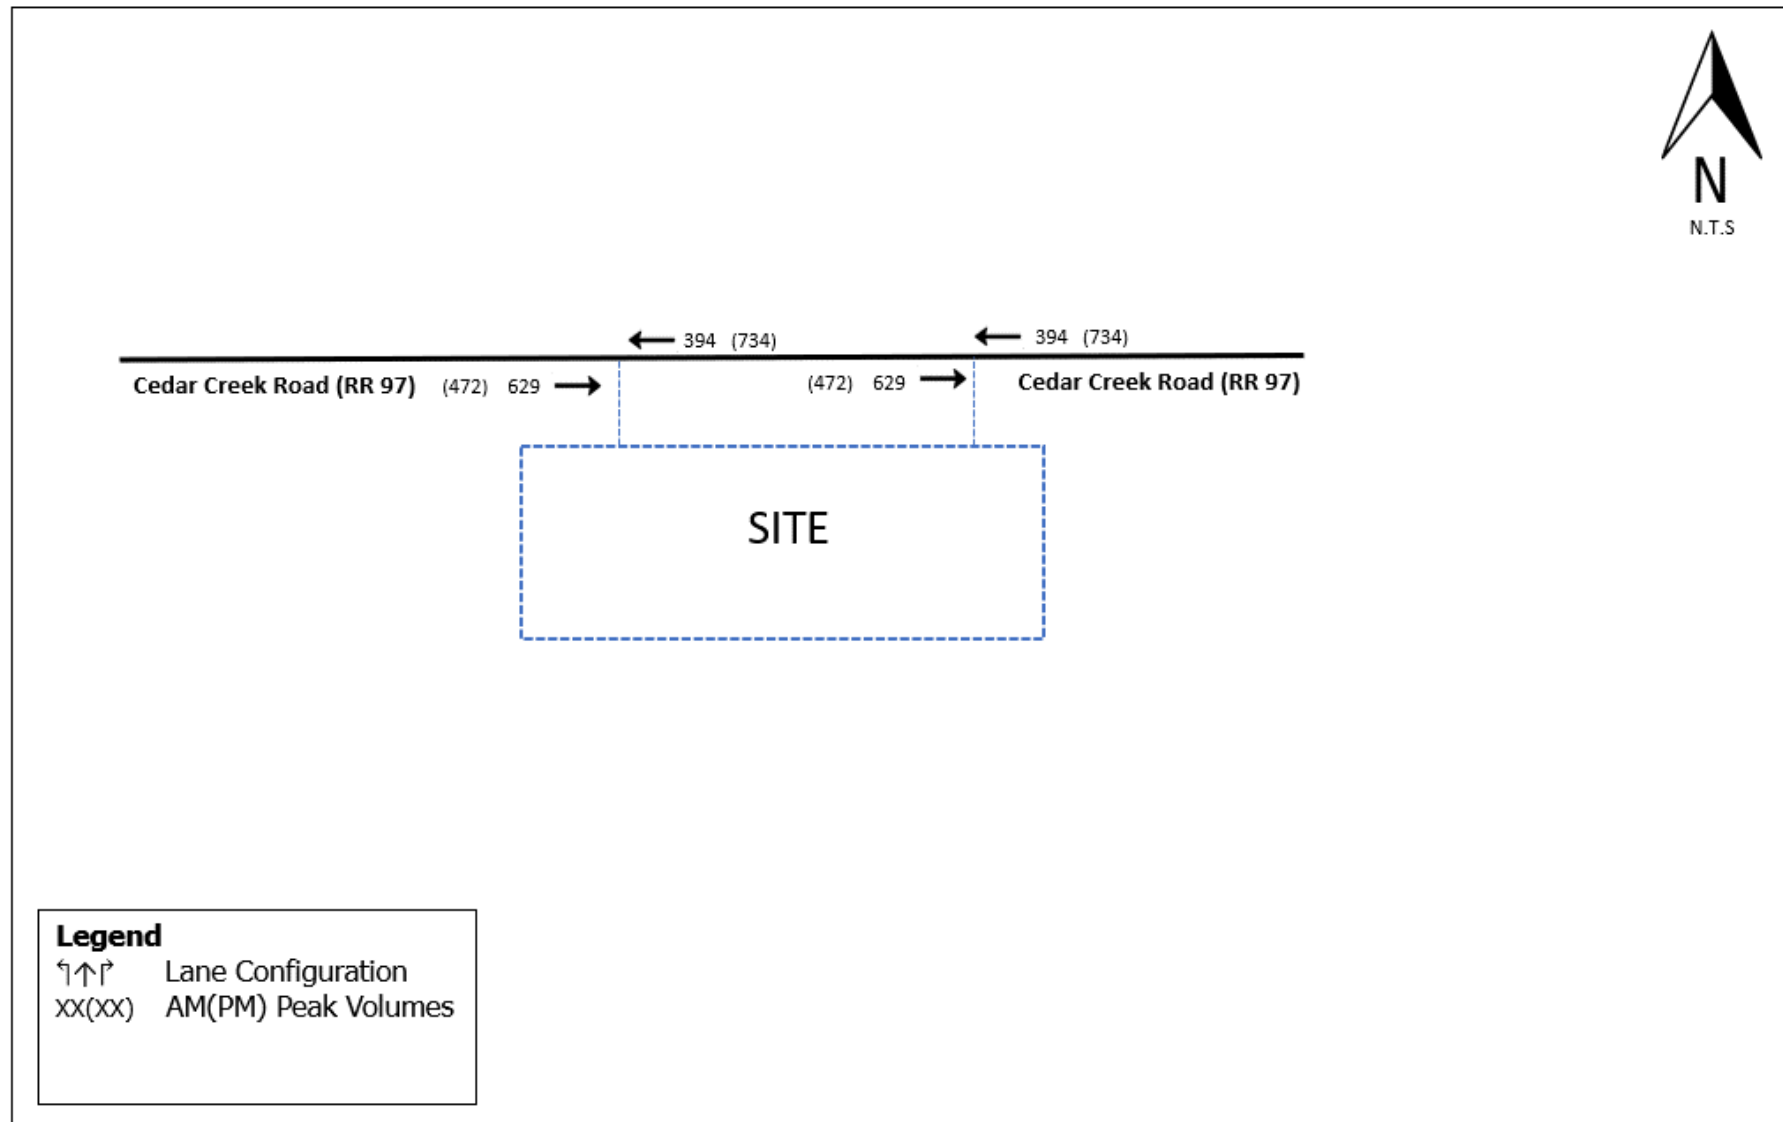 N
N.T.S
394 (734)
394 (734)
Cedar Creek Road (RR 97) (472) 629
(472) 629
Cedar Creek Road (RR 97)
SITE
Legend
Lane Configuration
XX(XX) AM(PM) Peak Volumes